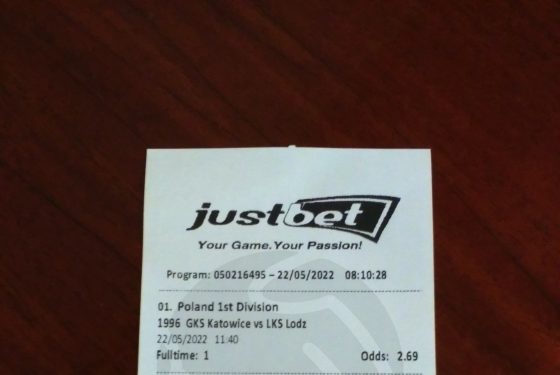 justbet
Your Game.Your Passion!
Program: 050216495 – 22/05/2022 08:10:28
01. Poland 1st Division
1996 GKS Katowice vs LKS Lodz
22/05/2022 11:40
Fulltime: 1 Odds: 2.69